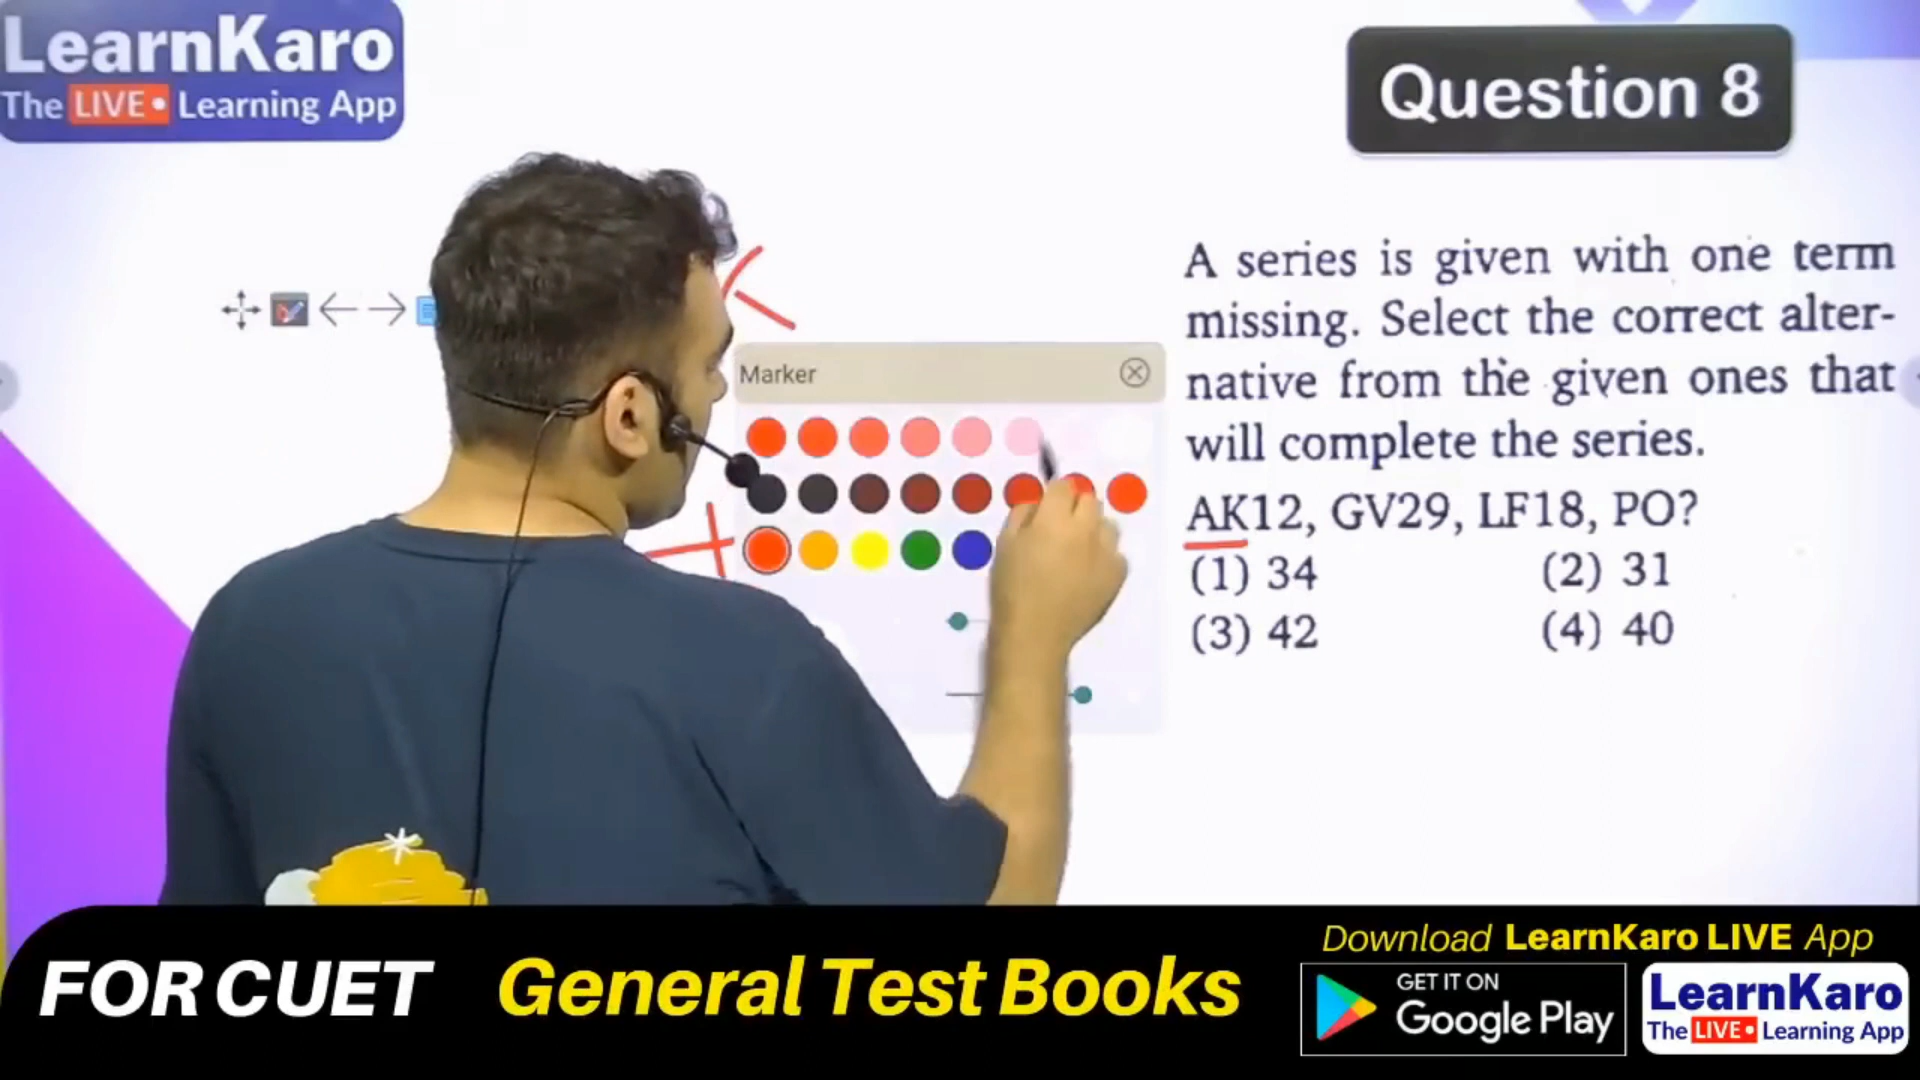 LearnKaro
The LIVE • Learning App
Question 8
A series is given with one term
missing. Select the correct alter-
native from the given ones that
will complete the series.
AK12, GV29, LF18, PO?
(1) 34 (2) 31
(3) 42 (4) 40
Marker
FOR CUET General Test Books
Download LearnKaro LIVE App
GET IT ON
Google Play
LearnKaro
The LIVE • Learning App